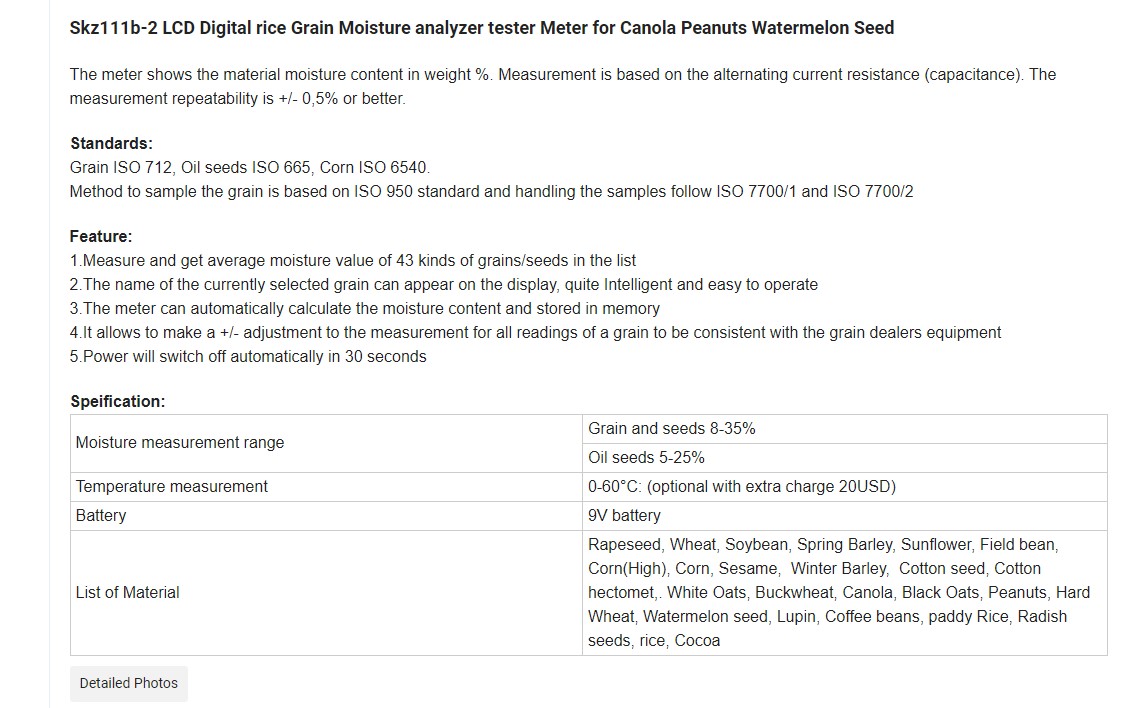 Skz111b-2 LCD Digital rice Grain Moisture analyzer tester Meter for Canola Peanuts Watermelon Seed
The meter shows the material moisture content in weight %. Measurement is based on the alternating current resistance (capacitance). The
measurement repeatability is +/- 0,5% or better.
Standards:
Grain ISO 712, Oil seeds ISO 665, Corn ISO 6540.
Method to sample the grain is based on ISO 950 standard and handling the samples follow ISO 7700/1 and ISO 7700/2
Feature:
1.Measure and get average moisture value of 43 kinds of grains/seeds in the list
2.The name of the currently selected grain can appear on the display, quite Intelligent and easy to operate
3.The meter can automatically calculate the moisture content and stored in memory
4.It allows to make a +/- adjustment to the measurement for all readings of a grain to be consistent with the grain dealers equipment
5.Power will switch off automatically in 30 seconds
Speification:
Moisture measurement range
Grain and seeds 8-35%
Oil seeds 5-25%
Temperature measurement
0-60°C: (optional with extra charge 20USD)
Battery
9V battery
List of Material
Rapeseed, Wheat, Soybean, Spring Barley, Sunflower, Field bean,
Corn(High), Corn, Sesame, Winter Barley, Cotton seed, Cotton
hectomet,. White Oats, Buckwheat, Canola, Black Oats, Peanuts, Hard
Wheat, Watermelon seed, Lupin, Coffee beans, paddy Rice, Radish
seeds, rice, Cocoa
Detailed Photos